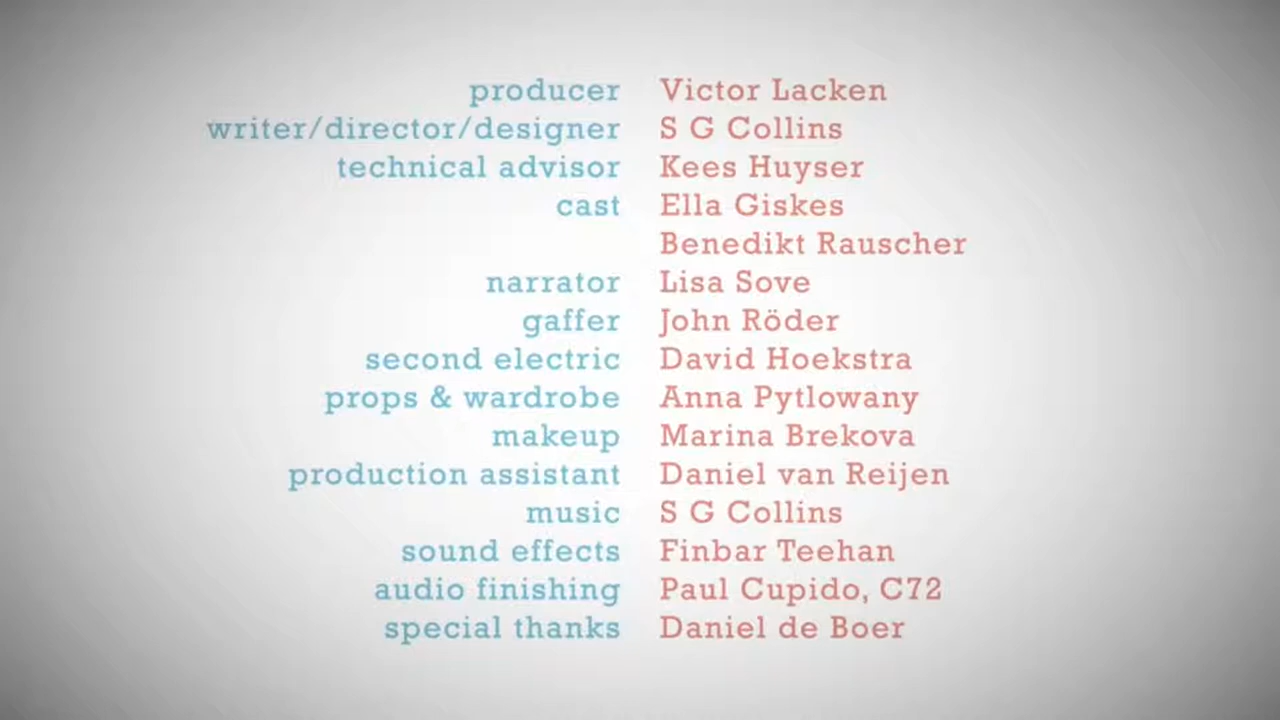 producer Victor Lacken
writer/director/designer S G Collins
technical advisor Kees Huyser
cast Ella Giskes
Benedikt Rauscher
narrator Lisa Sove
gaffer John Röder
second electric David Hoekstra
props & wardrobe Anna Pytlowany
makeup Marina Brekova
production assistant Daniel van Reijen
music S G Collins
sound effects Finbar Teehan
audio finishing Paul Cupido, C72
special thanks Daniel de Boer